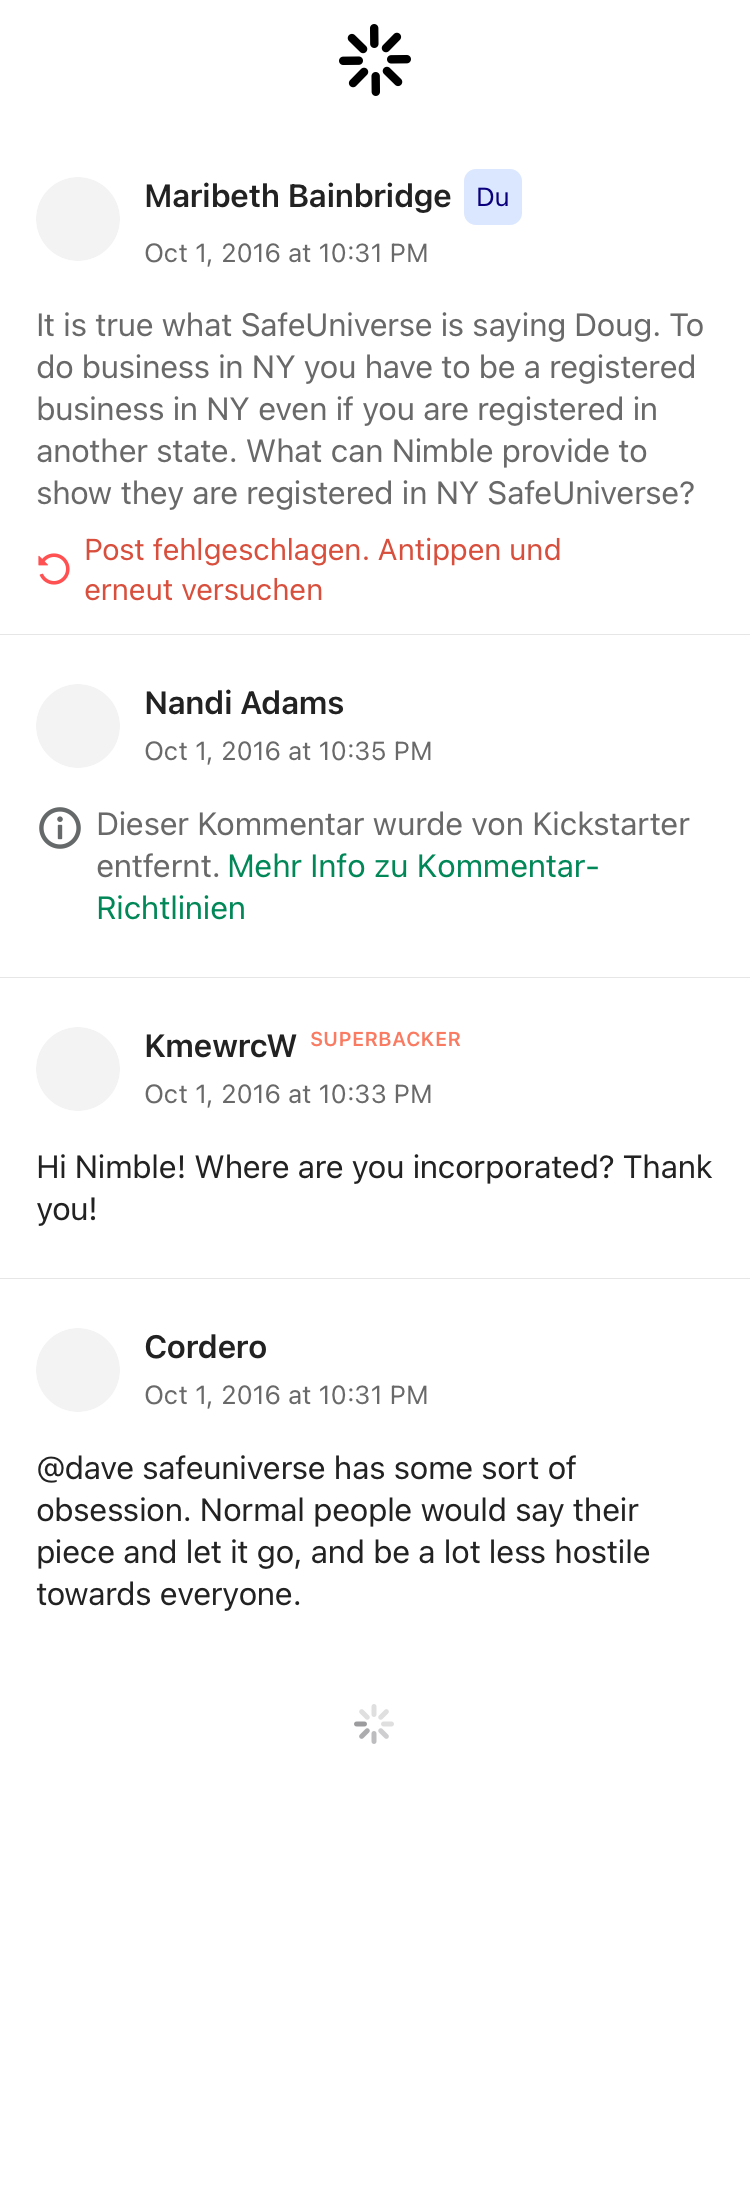 Maribeth Bainbridge Du
Oct 1, 2016 at 10:31 PM
It is true what SafeUniverse is saying Doug. To
do business in NY you have to be a registered
business in NY even if you are registered in
another state. What can Nimble provide to
show they are registered in NY SafeUniverse?
Post fehlgeschlagen. Antippen und
erneut versuchen
Nandi Adams
Oct 1, 2016 at 10:35 PM
Dieser Kommentar wurde von Kickstarter
entfernt. Mehr Info zu Kommentar-
Richtlinien
KmewrcW SUPERBACKER
Oct 1, 2016 at 10:33 PM
Hi Nimble! Where are you incorporated? Thank
you!
Cordero
Oct 1, 2016 at 10:31 PM
@dave safeuniverse has some sort of
obsession. Normal people would say their
piece and let it go, and be a lot less hostile
towards everyone.